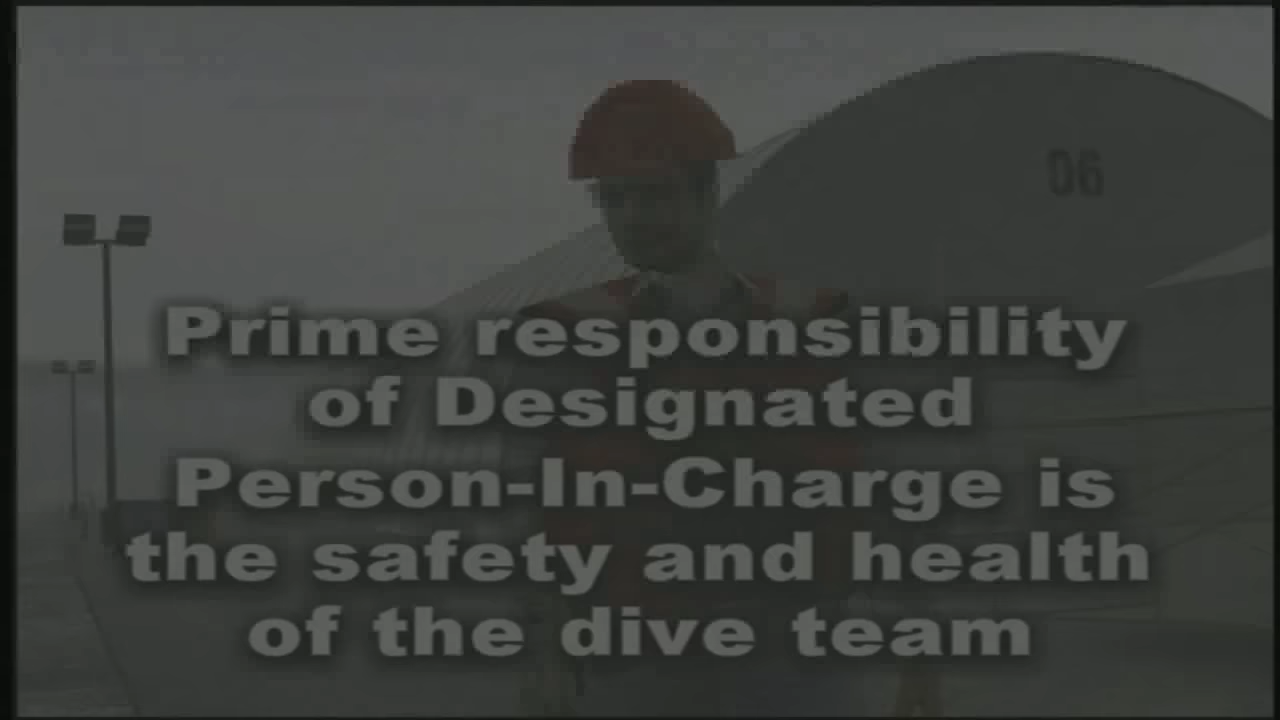 06
Prime responsibility
of Designated
Person-In-Charge is
the safety and health
of the dive team